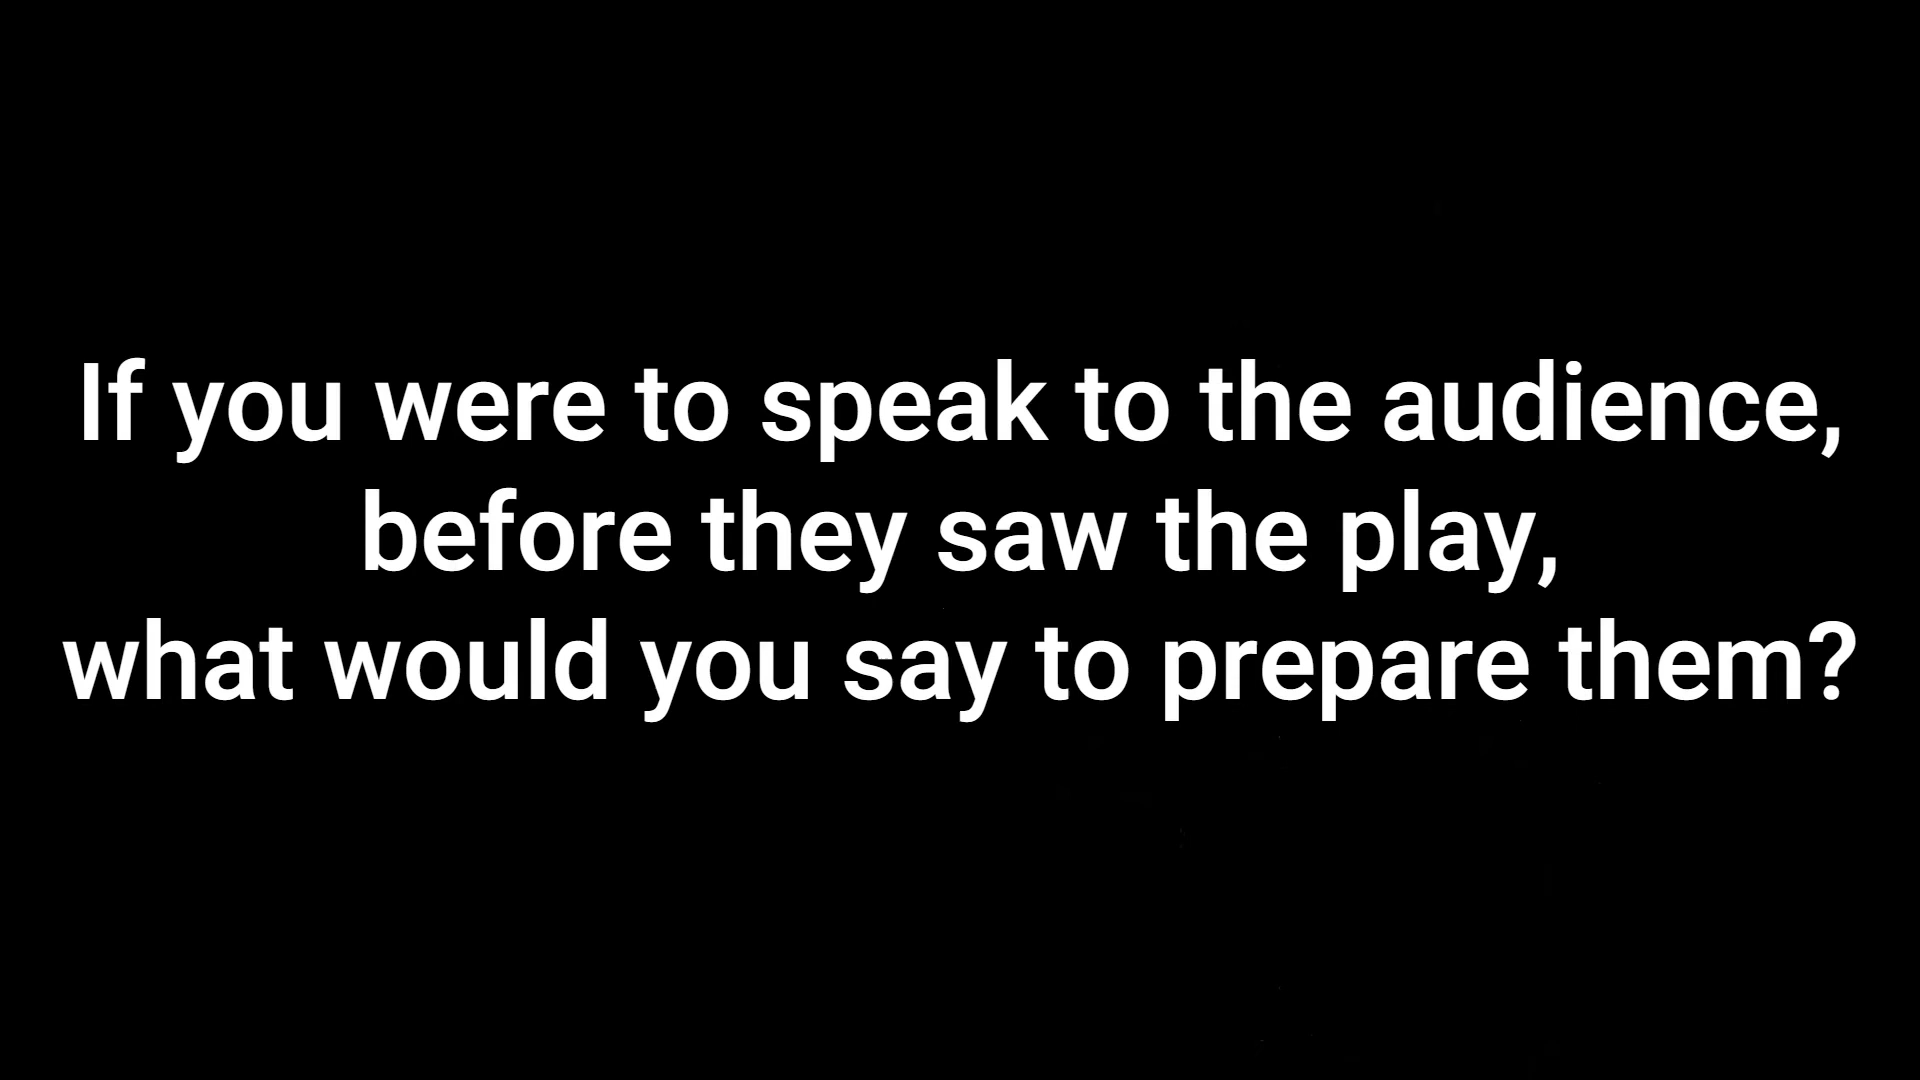 If you were to speak to the audience,
before they saw the play,
what would you say to prepare them?